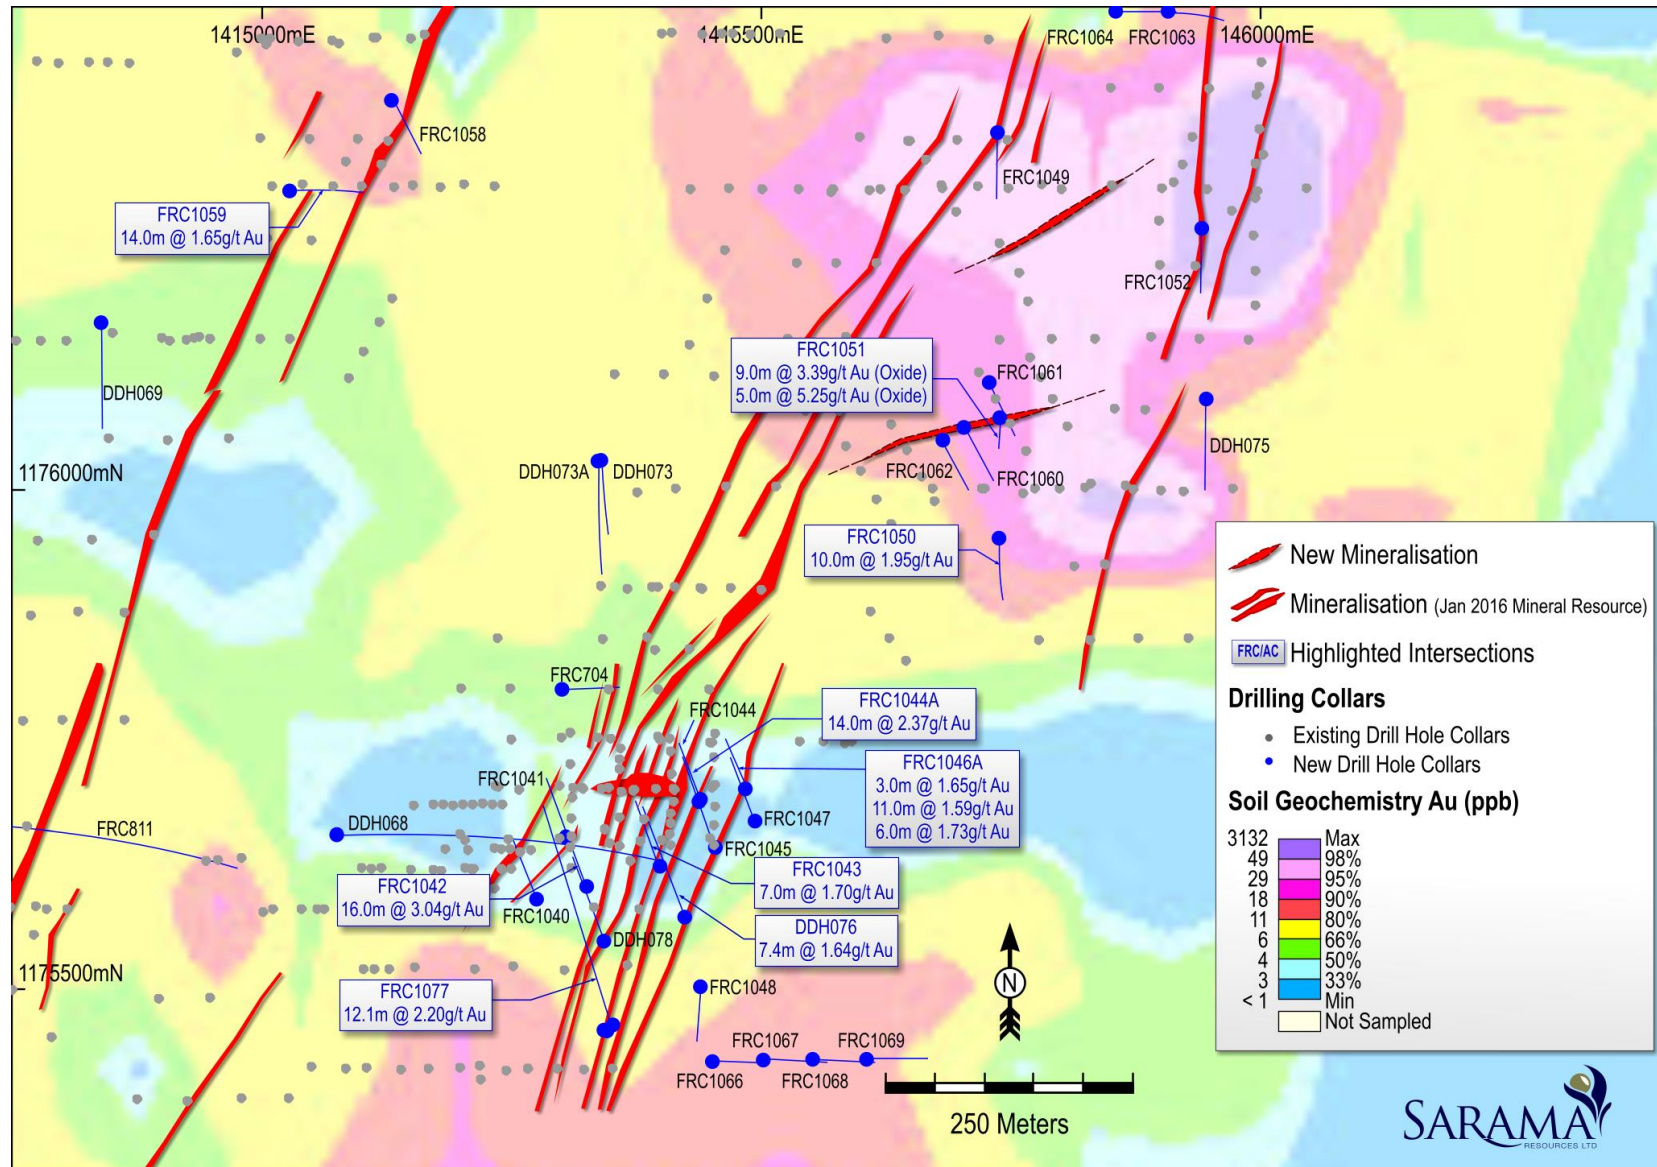 1415000mE
1415500mE
146000mE
FRC1064
FRC1063
FRC1058
FRC1049
FRC1059
14.0m @ 1.65g/t Au
FRC1052
DDH069
FRC1051
9.0m @ 3.39g/t Au (Oxide)
5.0m @ 5.25g/t Au (Oxide)
FRC1061
DDH075
1176000mN
DDH073A
DDH073
FRC1062
FRC1060
FRC1050
10.0m @ 1.95g/t Au
FRC704
FRC1044
FRC1044A
14.0m @ 2.37g/t Au
FRC1041
FRC1046A
3.0m @ 1.65g/t Au
11.0m @ 1.59g/t Au
6.0m @ 1.73g/t Au
FRC811
DDH068
FRC1047
FRC1045
FRC1042
16.0m @ 3.04g/t Au
FRC1040
FRC1043
7.0m @ 1.70g/t Au
DDH078
DDH076
7.4m @ 1.64g/t Au
1175500mN
FRC1077
12.1m @ 2.20g/t Au
FRC1048
N
FRC1067
FRC1069
FRC1066
FRC1068
250 Meters
New Mineralisation
Mineralisation (Jan 2016 Mineral Resource)
FRC/AC Highlighted Intersections
Drilling Collars
Existing Drill Hole Collars
New Drill Hole Collars
Soil Geochemistry Au (ppb)
3132 Max
49 98%
29 95%
18 90%
11 80%
6 66%
4 50%
3 33%
< 1 Min
Not Sampled
SARAMA
RESOURCES LTD